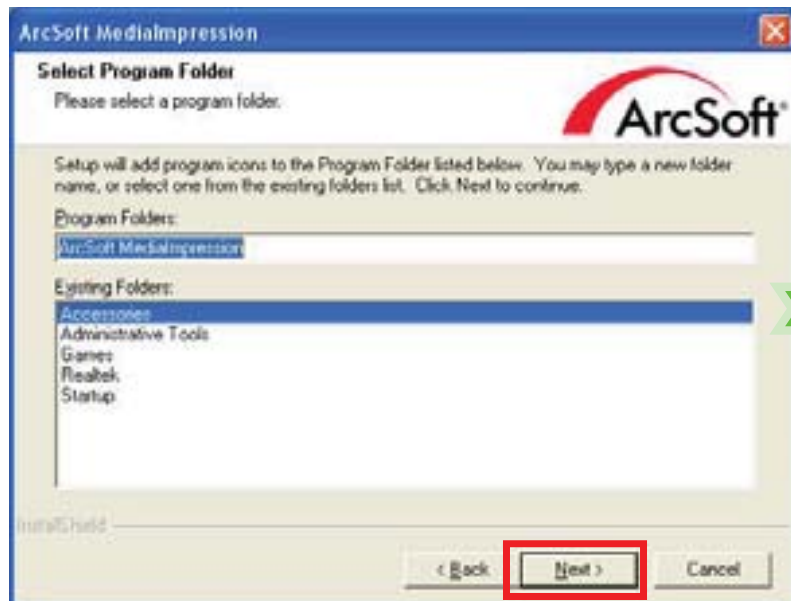 ArcSoft MediaImpression
Select Program Folder
Please select a program folder.
ArcSoft
Setup will add program icons to the Program Folder listed below. You may type a new folder
name, or select one from the existing folders list. Click Next to continue.
Program Folders:
ArcSoft MediaImpression
Existing Folders:
Accessories
Administrative Tools
Games
Realtek
Startup
InstallShield
< Back
Next >
Cancel